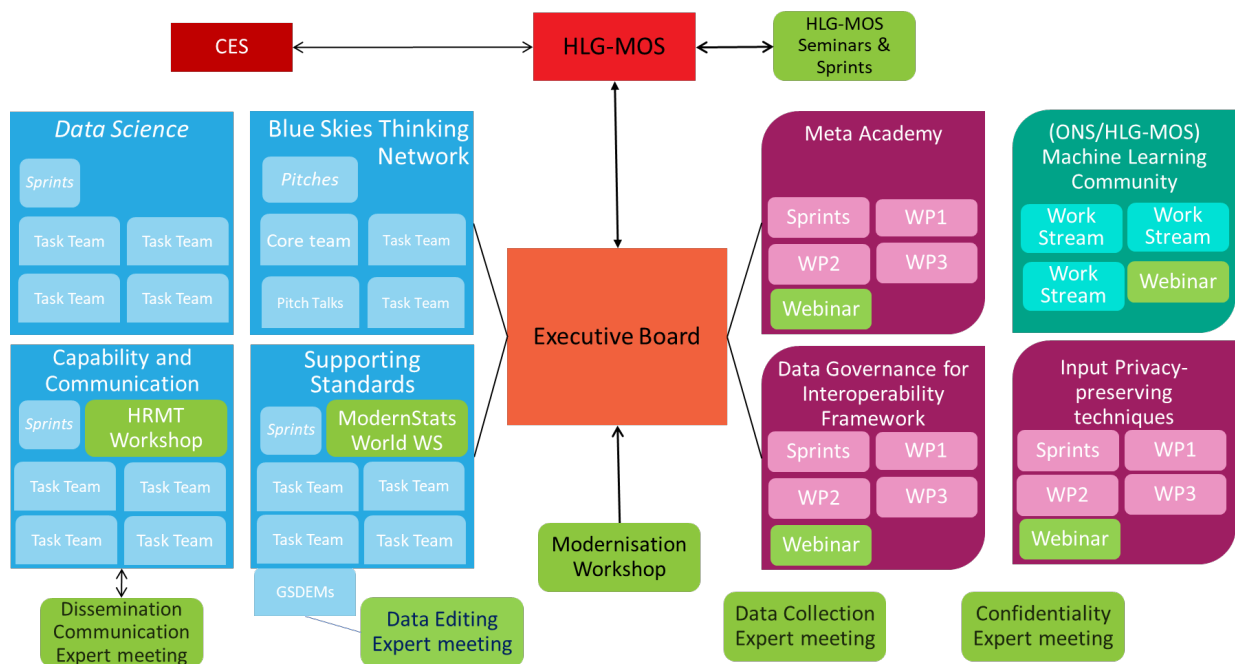 CES
HLG-MOS
HLG-MOS
Seminars &
Sprints
Data Science
Sprints
Task Team
Task Team
Task Team
Task Team
Blue Skies Thinking
Network
Pitches
Core team
Task Team
Pitch Talks
Task Team
Capability and
Communication
Sprints
HRMT
Workshop
Task Team
Task Team
Task Team
Task Team
Dissemination
Communication
Expert meeting
Supporting
Standards
Sprints
ModernStats
World WS
Task Team
Task Team
Task Team
Task Team
GSDEMs
Data Editing
Expert meeting
Executive Board
Modernisation
Workshop
Meta Academy
Sprints
WP1
WP2
WP3
Webinar
(ONS/HLG-MOS)
Machine Learning
Community
Work
Stream
Work
Stream
Work
Stream
Webinar
Data Governance for
Interoperability
Framework
Sprints
WP1
WP2
WP3
Webinar
Input Privacy-
preserving
techniques
Sprints
WP1
WP2
WP3
Webinar
Data Collection
Expert meeting
Confidentiality
Expert meeting